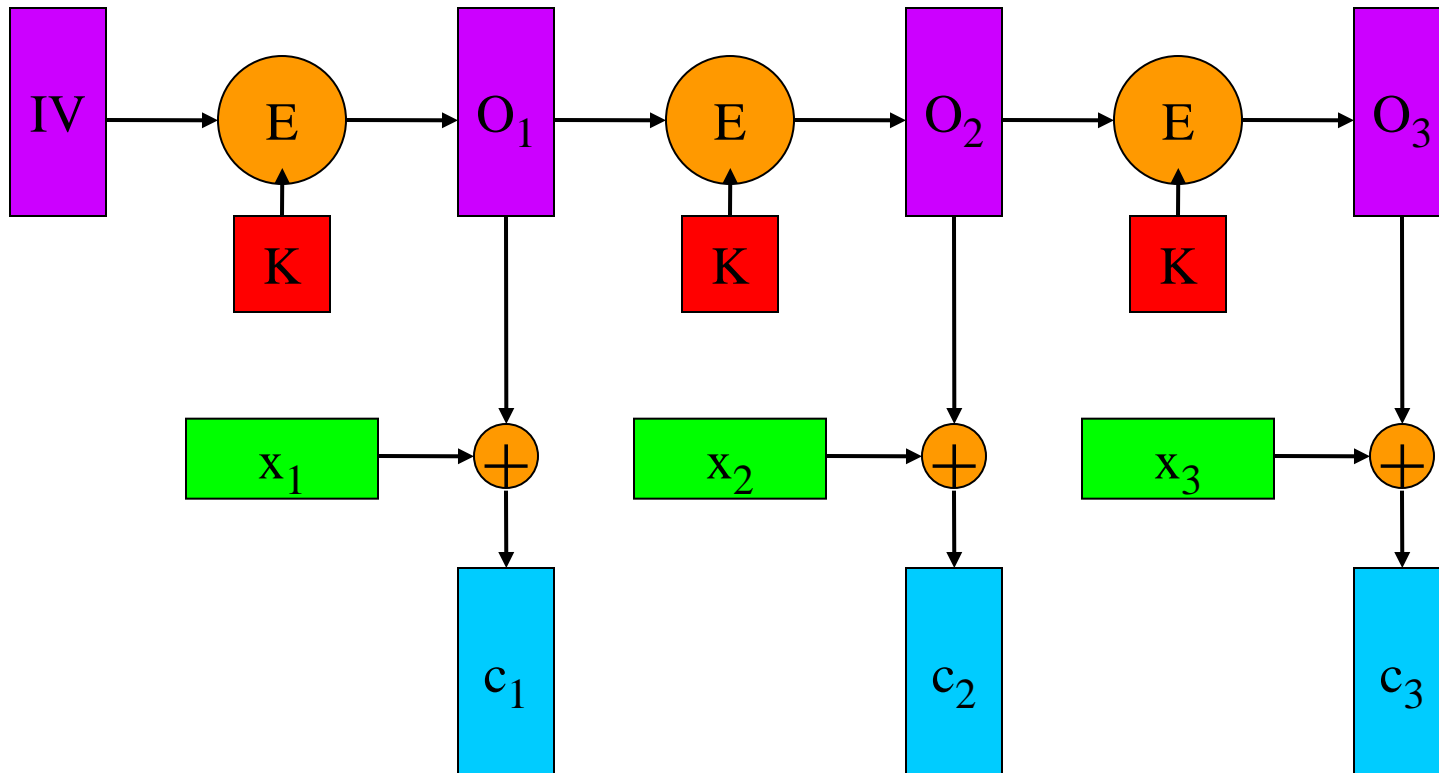 IV E O₁ E O₂ E O₃
K K K
x₁ + x₂ + x₃ +
c₁ c₂ c₃